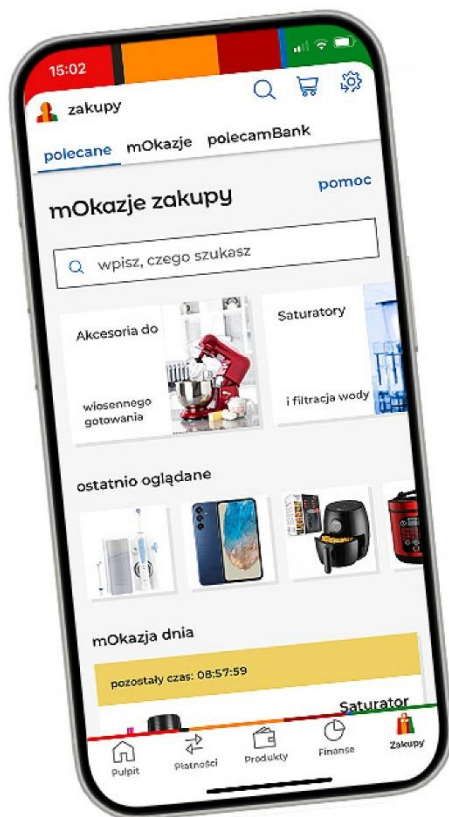 15:02
zakupy
polecane mOkazje polecamBank
mOkazje zakupy pomoc
wpisz, czego szukasz
Akcesoria do
wiosennego
gotowania
Saturatory
i filtracja wody
ostatnio oglądane
mOkazja dnia
pozostały czas: 08:57:59
Saturator
Pulpit Płatności Produkty Finanse Zakupy